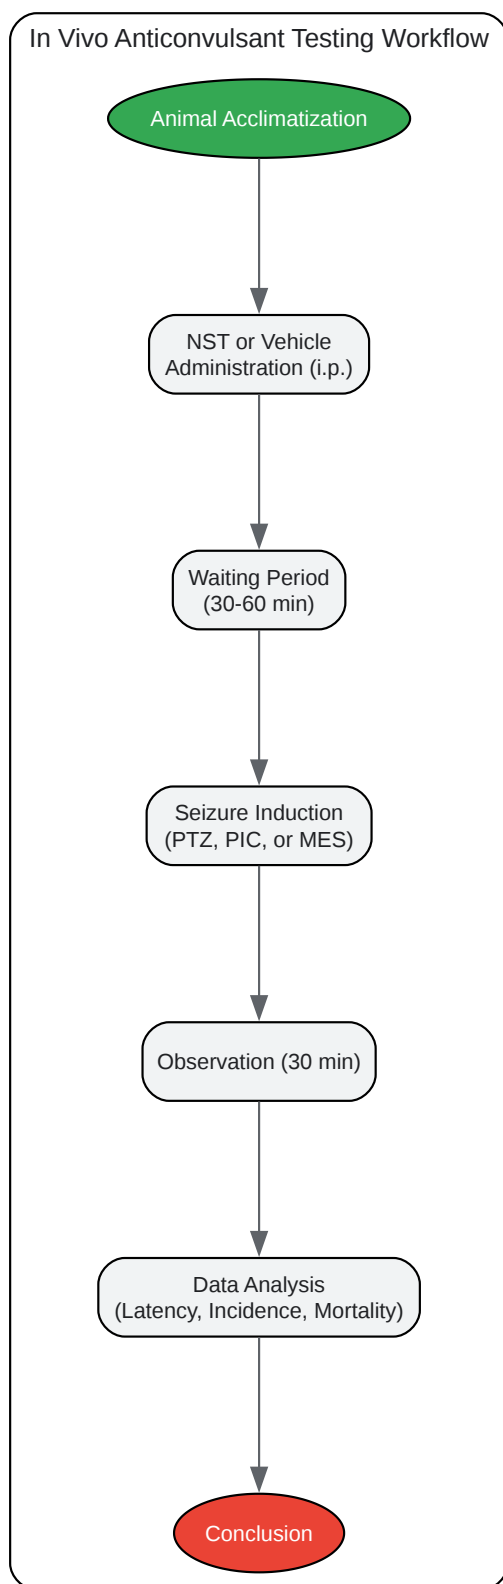 In Vivo Anticonvulsant Testing Workflow
Animal Acclimatization
NST or Vehicle
Administration (i.p.)
Waiting Period
(30-60 min)
Seizure Induction
(PTZ, PIC, or MES)
Observation (30 min)
Data Analysis
(Latency, Incidence, Mortality)
Conclusion